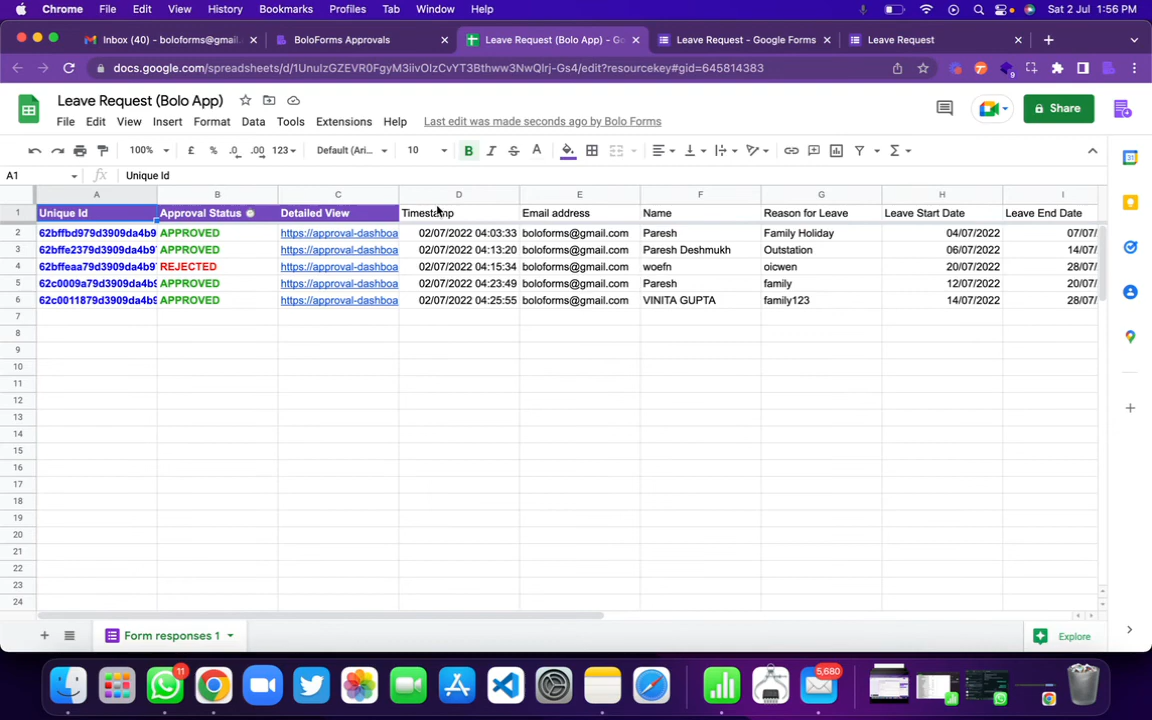 Chrome File Edit View History Bookmarks Profiles Tab Window Help Sat 2 Jul 1:56 PM
Inbox (40) - boloforms@gmail. BoloForms Approvals Leave Request (Bolo App) - Go Leave Request - Google Forms Leave Request
docs.google.com/spreadsheets/d/1UnuIzGZEVR0FgyM3iivOIzCvYT3Bthww3NwQlrj-Gs4/edit?resourcekey#gid=645814383
9
Leave Request (Bolo App)
Share
File Edit View Insert Format Data Tools Extensions Help Last edit was made seconds ago by Bolo Forms
100% £ % .0 .00 123 Default (Ari... 10 B I S A
A1 fx Unique Id
A B C D E F G H I
1 Unique Id Approval Status Detailed View Timestamp Email address Name Reason for Leave Leave Start Date Leave End Date
2 62bffbd979d3909da4b9 APPROVED https://approval-dashboa 02/07/2022 04:03:33 boloforms@gmail.com Paresh Family Holiday 04/07/2022 07/07/
3 62bffe2379d3909da4b9 APPROVED https://approval-dashboa 02/07/2022 04:13:20 boloforms@gmail.com Paresh Deshmukh Outstation 06/07/2022 14/07/
4 62bffeaa79d3909da4b9 REJECTED https://approval-dashboa 02/07/2022 04:15:34 boloforms@gmail.com woefn oicwen 20/07/2022 28/07/
5 62c0009a79d3909da4b9 APPROVED https://approval-dashboa 02/07/2022 04:23:49 boloforms@gmail.com Paresh family 12/07/2022 20/07/
6 62c0011879d3909da4b9 APPROVED https://approval-dashboa 02/07/2022 04:25:55 boloforms@gmail.com VINITA GUPTA family123 14/07/2022 28/07/
7
8
9
10
11
12
13
14
15
16
17
18
19
20
21
22
23
24
Form responses 1 Explore
11 5,680